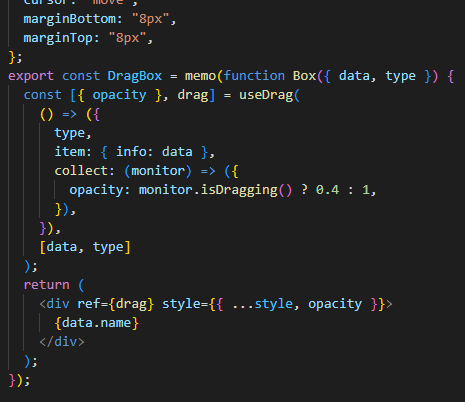 cursor: "move",
marginBottom: "8px",
marginTop: "8px",
};
export const DragBox = memo(function Box({ data, type }) {
const [{ opacity }, drag] = useDrag(
() => ({
type,
item: { info: data },
collect: (monitor) => ({
opacity: monitor.isDragging() ? 0.4 : 1,
}),
}),
[data, type]
);
return (
<div ref={drag} style={{ ...style, opacity }}>
{data.name}
</div>
);
});